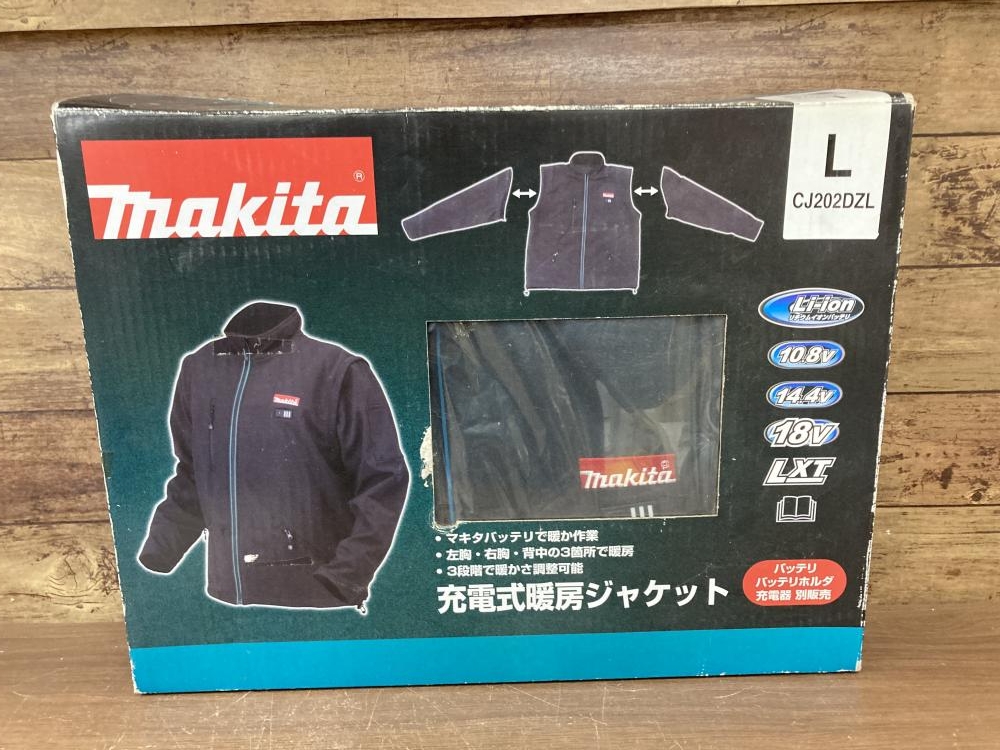 makita®
L
CJ202DZL
Li-ion
リチウムイオンバッテリ
10.8v
14.4v
18v
LXT
makita
makita
・マキタバッテリで暖か作業
・左胸・右胸・背中の3箇所で暖房
・3段階で暖かさ調整可能
充電式暖房ジャケット
バッテリ
バッテリホルダ
充電器 別販売